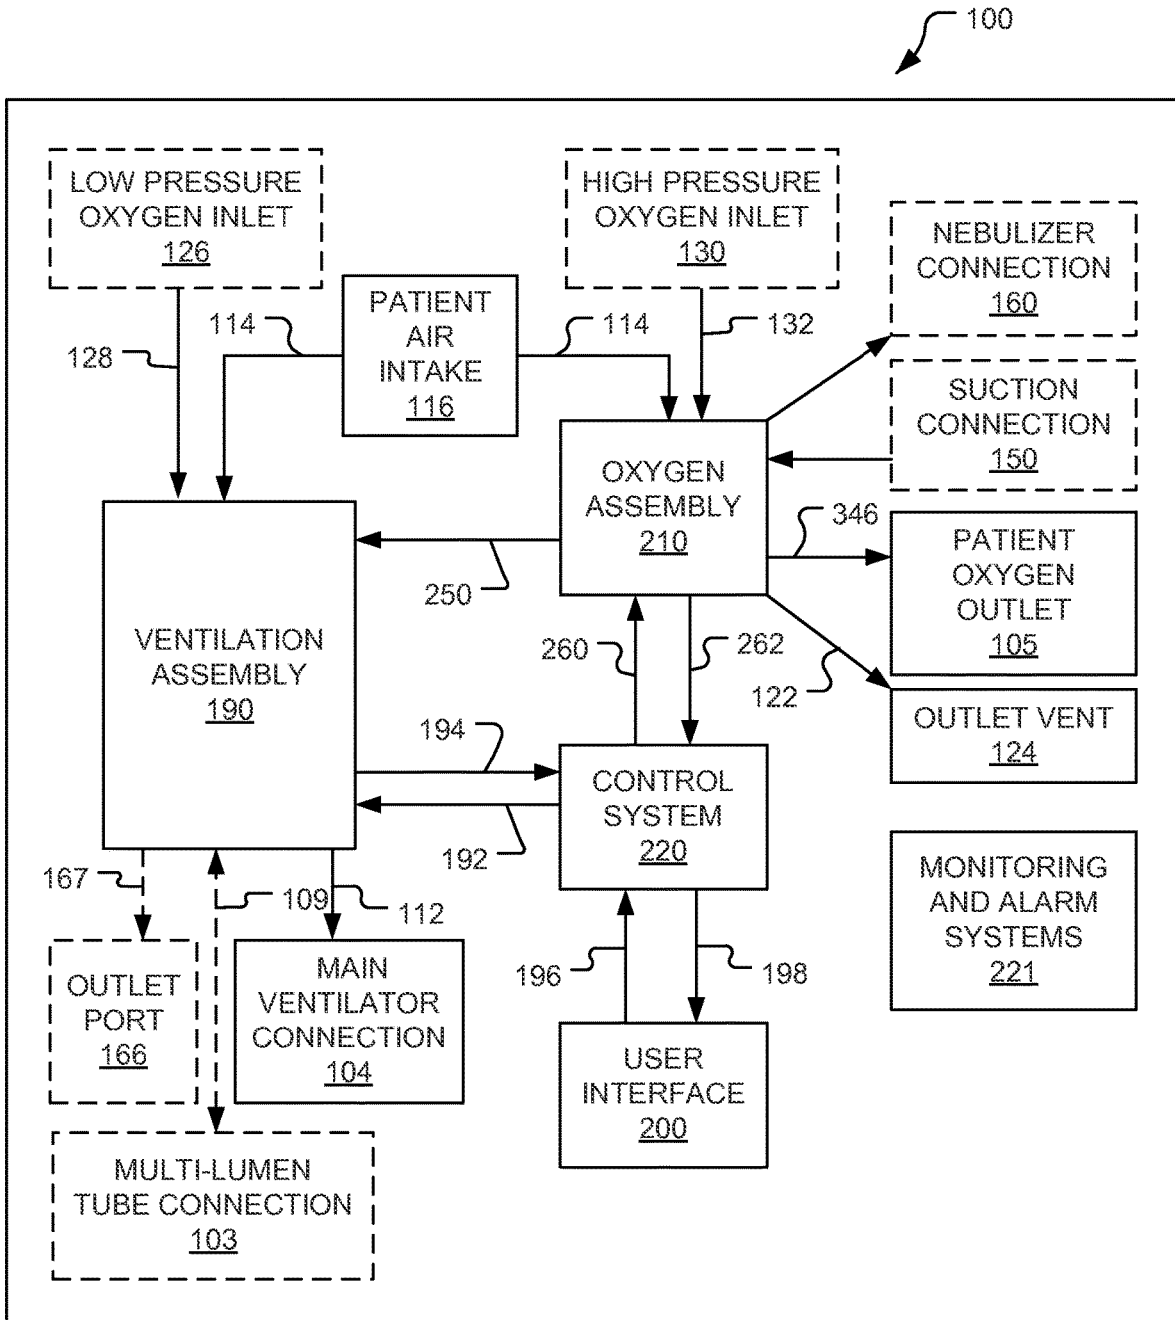 100
LOW PRESSURE
OXYGEN INLET
126
HIGH PRESSURE
OXYGEN INLET
130
NEBULIZER
CONNECTION
160
PATIENT
AIR
INTAKE
116
114
114
132
128
SUCTION
CONNECTION
150
OXYGEN
ASSEMBLY
210
346
PATIENT
OXYGEN
OUTLET
105
250
VENTILATION
ASSEMBLY
190
260
262
122
OUTLET VENT
124
194
CONTROL
SYSTEM
220
192
MONITORING
AND ALARM
SYSTEMS
221
167
109
112
OUTLET
PORT
166
MAIN
VENTILATOR
CONNECTION
104
196
198
USER
INTERFACE
200
MULTI-LUMEN
TUBE CONNECTION
103